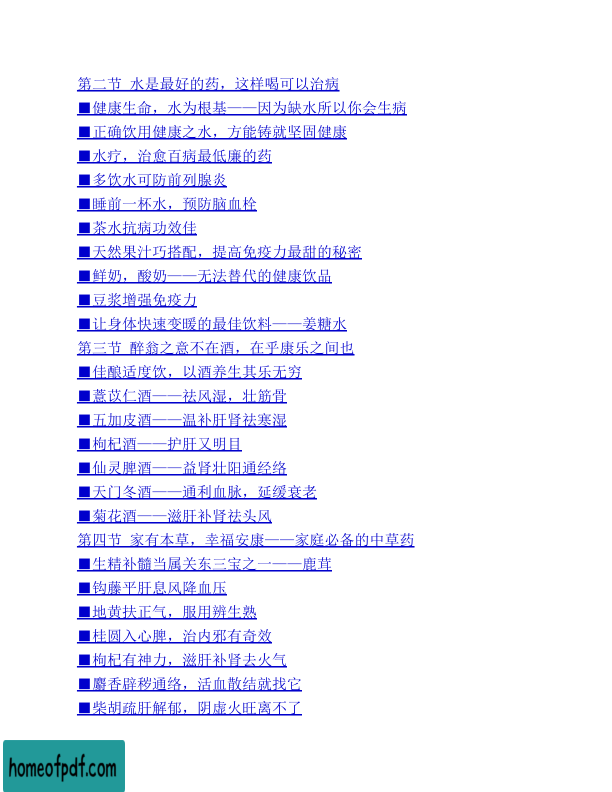 第二节 水是最好的药，这样喝可以治病
■健康生命，水为根基——因为缺水所以你会生病
■正确饮用健康之水，方能铸就坚固健康
■水疗，治愈百病最低廉的药
■多饮水可防前列腺炎
■睡前一杯水，预防脑血栓
■茶水抗病功效佳
■天然果汁巧搭配，提高免疫力最甜的秘密
■鲜奶，酸奶——无法替代的健康饮品
■豆浆增强免疫力
■让身体快速变暖的最佳饮料——姜糖水
第三节 醉翁之意不在酒，在乎康乐之间也
■佳酿适度饮，以酒养生其乐无穷
■薏苡仁酒——祛风湿，壮筋骨
■五加皮酒——温补肝肾祛寒湿
■枸杞酒——护肝又明目
■仙灵脾酒——益肾壮阳通经络
■天门冬酒——通利血脉，延缓衰老
■菊花酒——滋肝补肾祛头风
第四节 家有本草，幸福安康——家庭必备的中草药
■生精补髓当属关东三宝之一——鹿茸
■钩藤平肝息风降血压
■地黄扶正气，服用辨生熟
■桂圆入心脾，治内邪有奇效
■枸杞有神力，滋肝补肾去火气
■麝香辟秽通络，活血散结就找它
■柴胡疏肝解郁，阴虚火旺离不了
homeofpdf.com